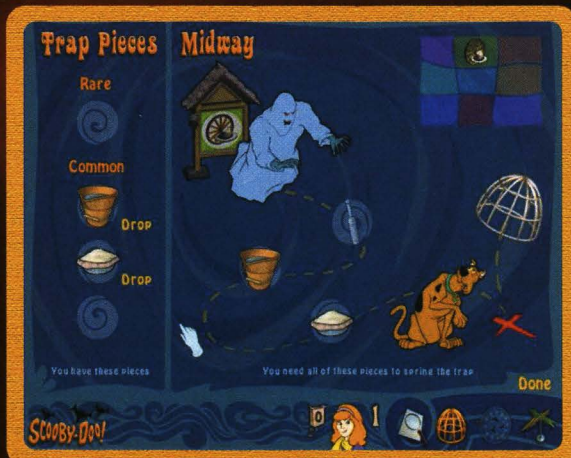 Trap Pieces
Rare
Common
Drop
Drop
You have these pieces
Midway
You need all of these pieces to spring the trap
Done
SCOOBY-DOO!
0
1